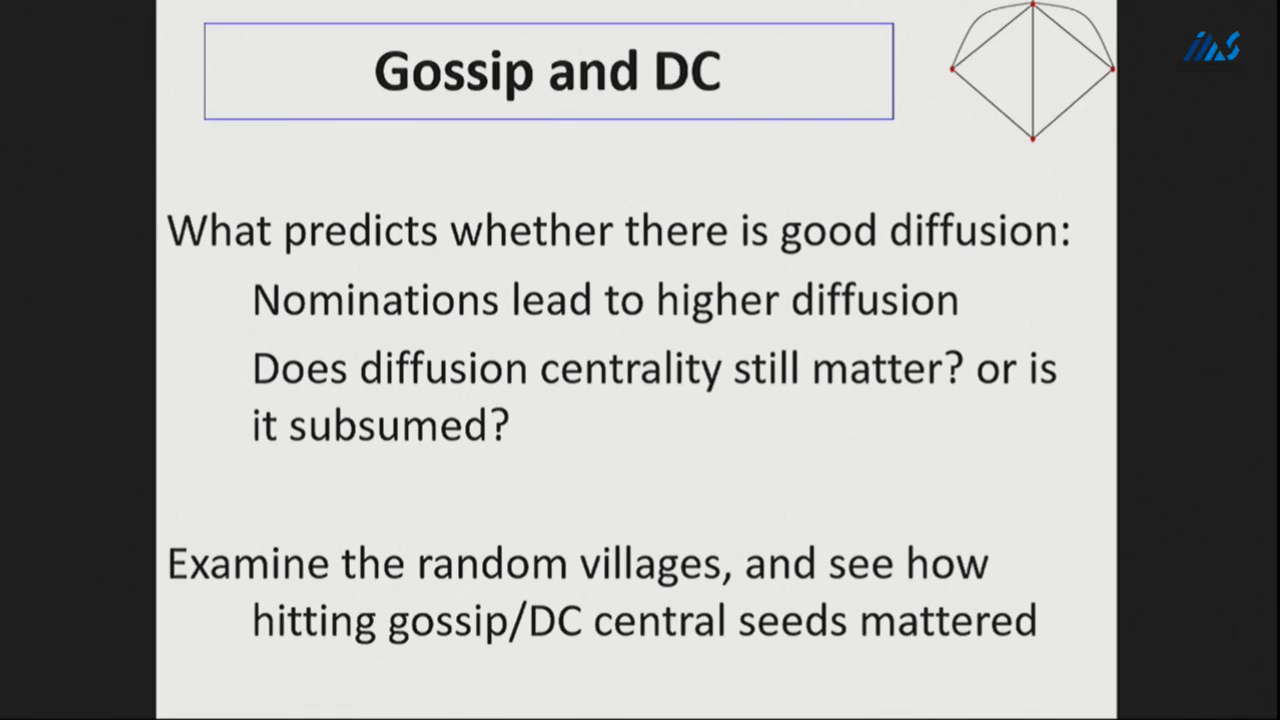 Gossip and DC
What predicts whether there is good diffusion:
Nominations lead to higher diffusion
Does diffusion centrality still matter? or is
it subsumed?
Examine the random villages, and see how
hitting gossip/DC central seeds mattered